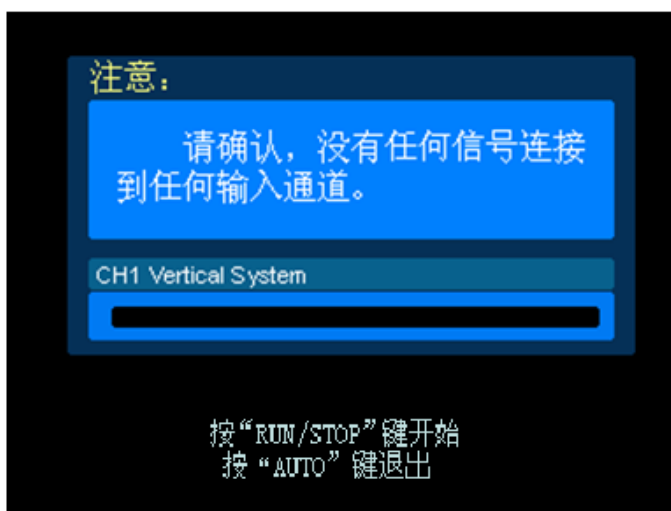 注意：
请确认，没有任何信号连接
到任何输入通道。
CH1 Vertical System
按“RUN/STOP”键开始
按“AUTO”键退出